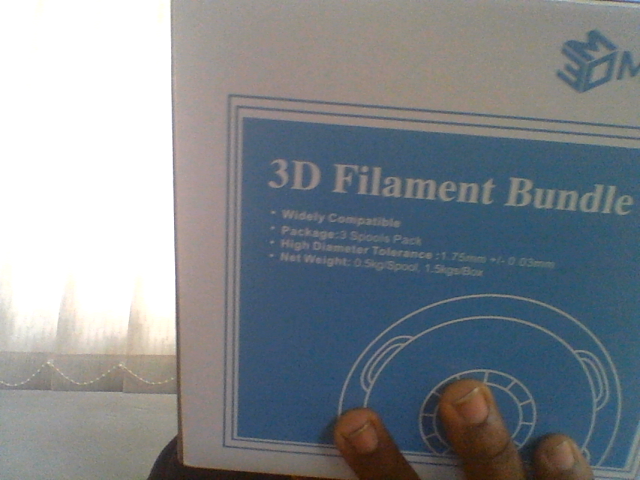 3D Filament Bundle
• Widely Compatible
• Package:3 Spools Pack
• High Diameter Tolerance :1.75mm +/- 0.03mm
• Net Weight: 0.5kg/Spool, 1.5kgs/Box